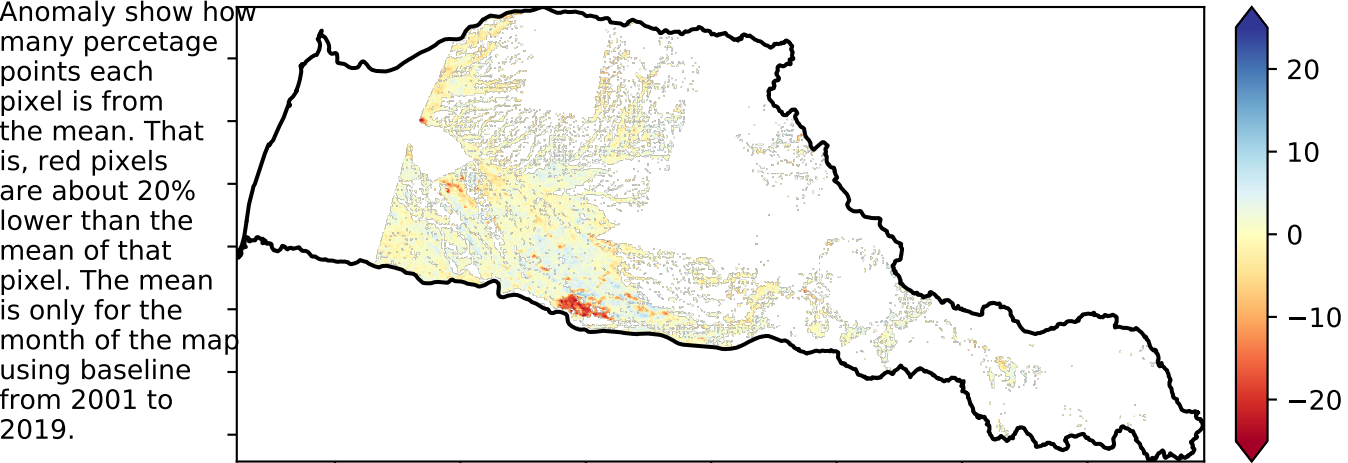 Anomaly show how
many percetage
points each
pixel is from
the mean. That
is, red pixels
are about 20%
lower than the
mean of that
pixel. The mean
is only for the
month of the map
using baseline
from 2001 to
2019.
20
10
0
−10
−20